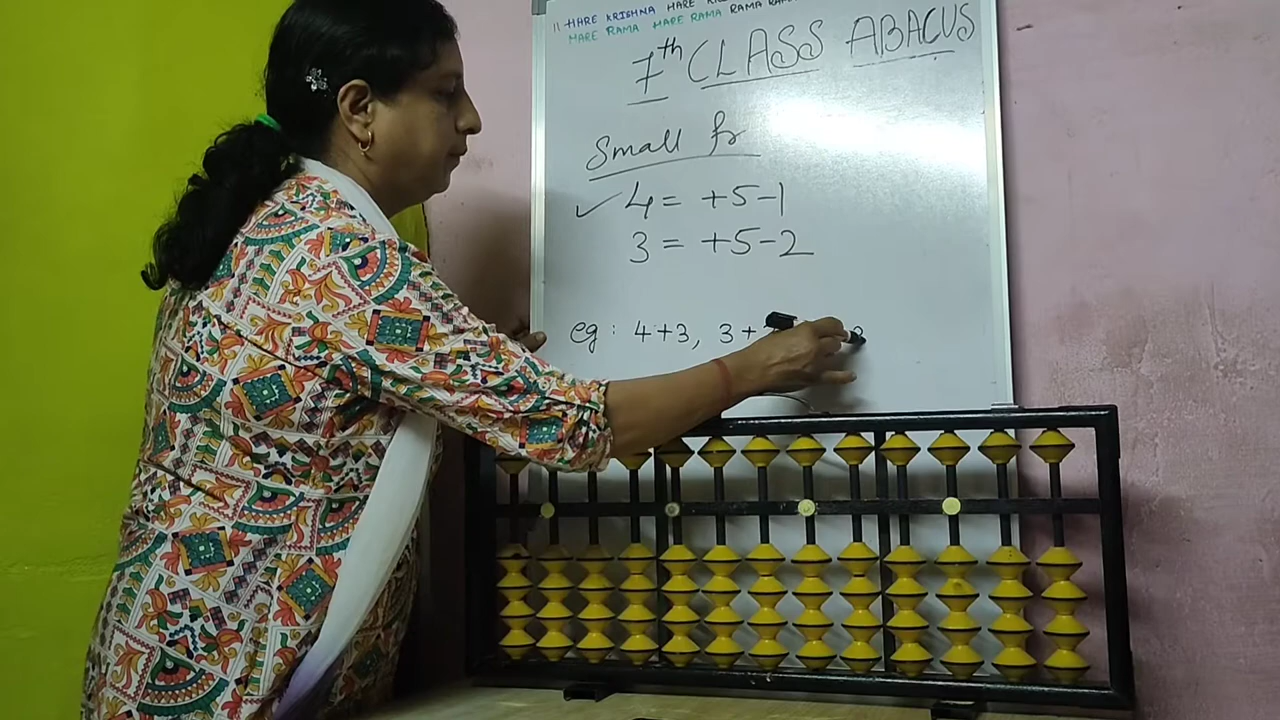 || HARE KRISHNA HARE
HARE RAMA HARE RAMA RAMA
7th CLASS ABACUS
Small fr
✓ 4 = +5-1
3 = +5-2
eg : 4+3, 3+